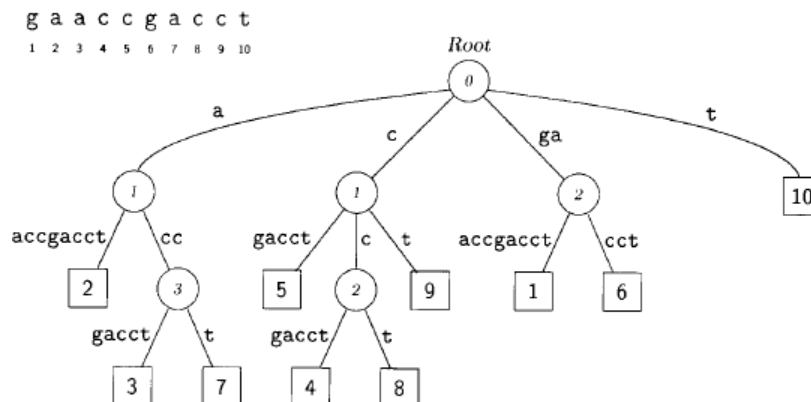 g a a c c g a c c t
1 2 3 4 5 6 7 8 9 10
Root
0
a
c
ga
t
1
1
2
10
accgacct
cc
gacct
c
t
accgacct
cct
2
3
5
2
9
1
6
gacct
t
gacct
t
3
7
4
8